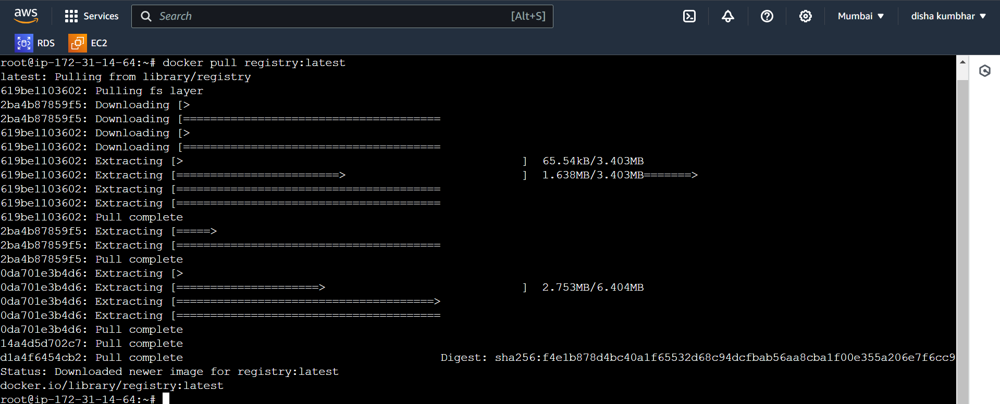 aws Services Search [Alt+S] Mumbai ▼ disha kumbhar ▼
RDS EC2
root@ip-172-31-14-64:~# docker pull registry:latest
latest: Pulling from library/registry
619be1103602: Pulling fs layer
2ba4b87859f5: Downloading [>
2ba4b87859f5: Downloading [======================================
619be1103602: Downloading [>
619be1103602: Downloading [======================================
619be1103602: Extracting [> ] 65.54kB/3.403MB
619be1103602: Extracting [========================> ] 1.638MB/3.403MB=======>
619be1103602: Extracting [=======================================
619be1103602: Extracting [=======================================
619be1103602: Pull complete
2ba4b87859f5: Extracting [=====>
2ba4b87859f5: Extracting [=======================================
2ba4b87859f5: Pull complete
0da701e3b4d6: Extracting [>
0da701e3b4d6: Extracting [=====================> ] 2.753MB/6.404MB
0da701e3b4d6: Extracting [======================================>
0da701e3b4d6: Extracting [=======================================
0da701e3b4d6: Pull complete
14a4d5d702c7: Pull complete
d1a4f6454cb2: Pull complete Digest: sha256:f4e1b878d4bc40a1f65532d68c94dcfbab56aa8cba1f00e355a206e7f6cc9
Status: Downloaded newer image for registry:latest
docker.io/library/registry:latest
root@ip-172-31-14-64:~#